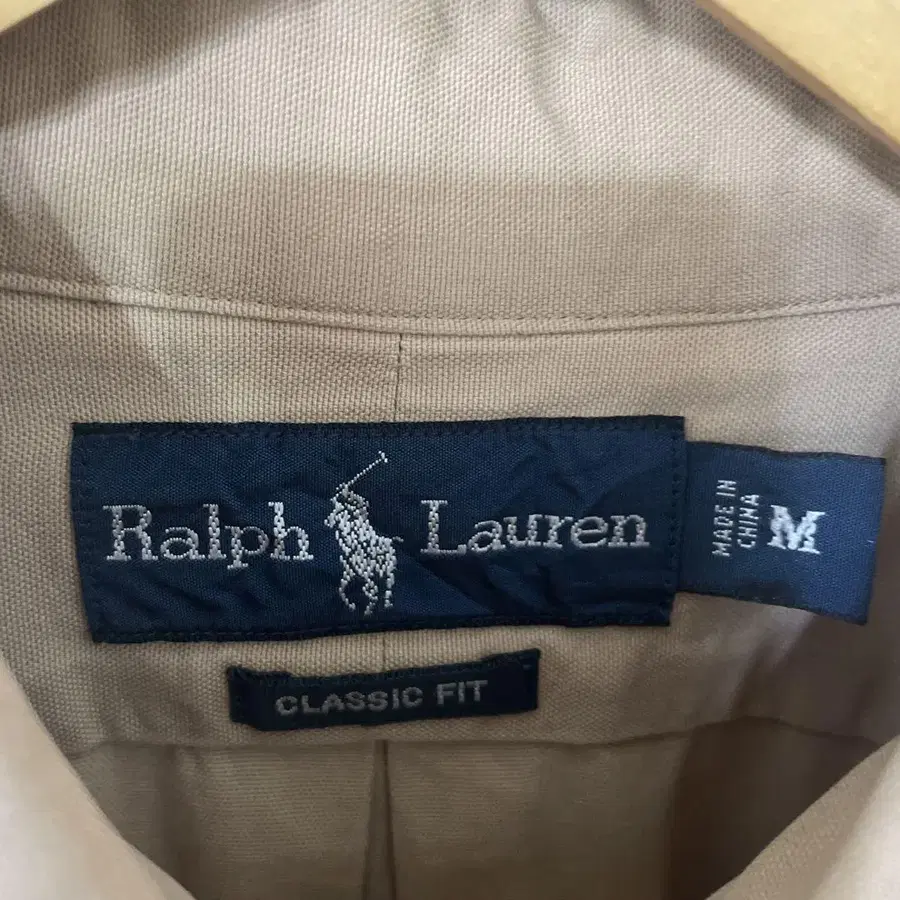 Ralph Lauren
MADE IN
CHINA
M
CLASSIC FIT